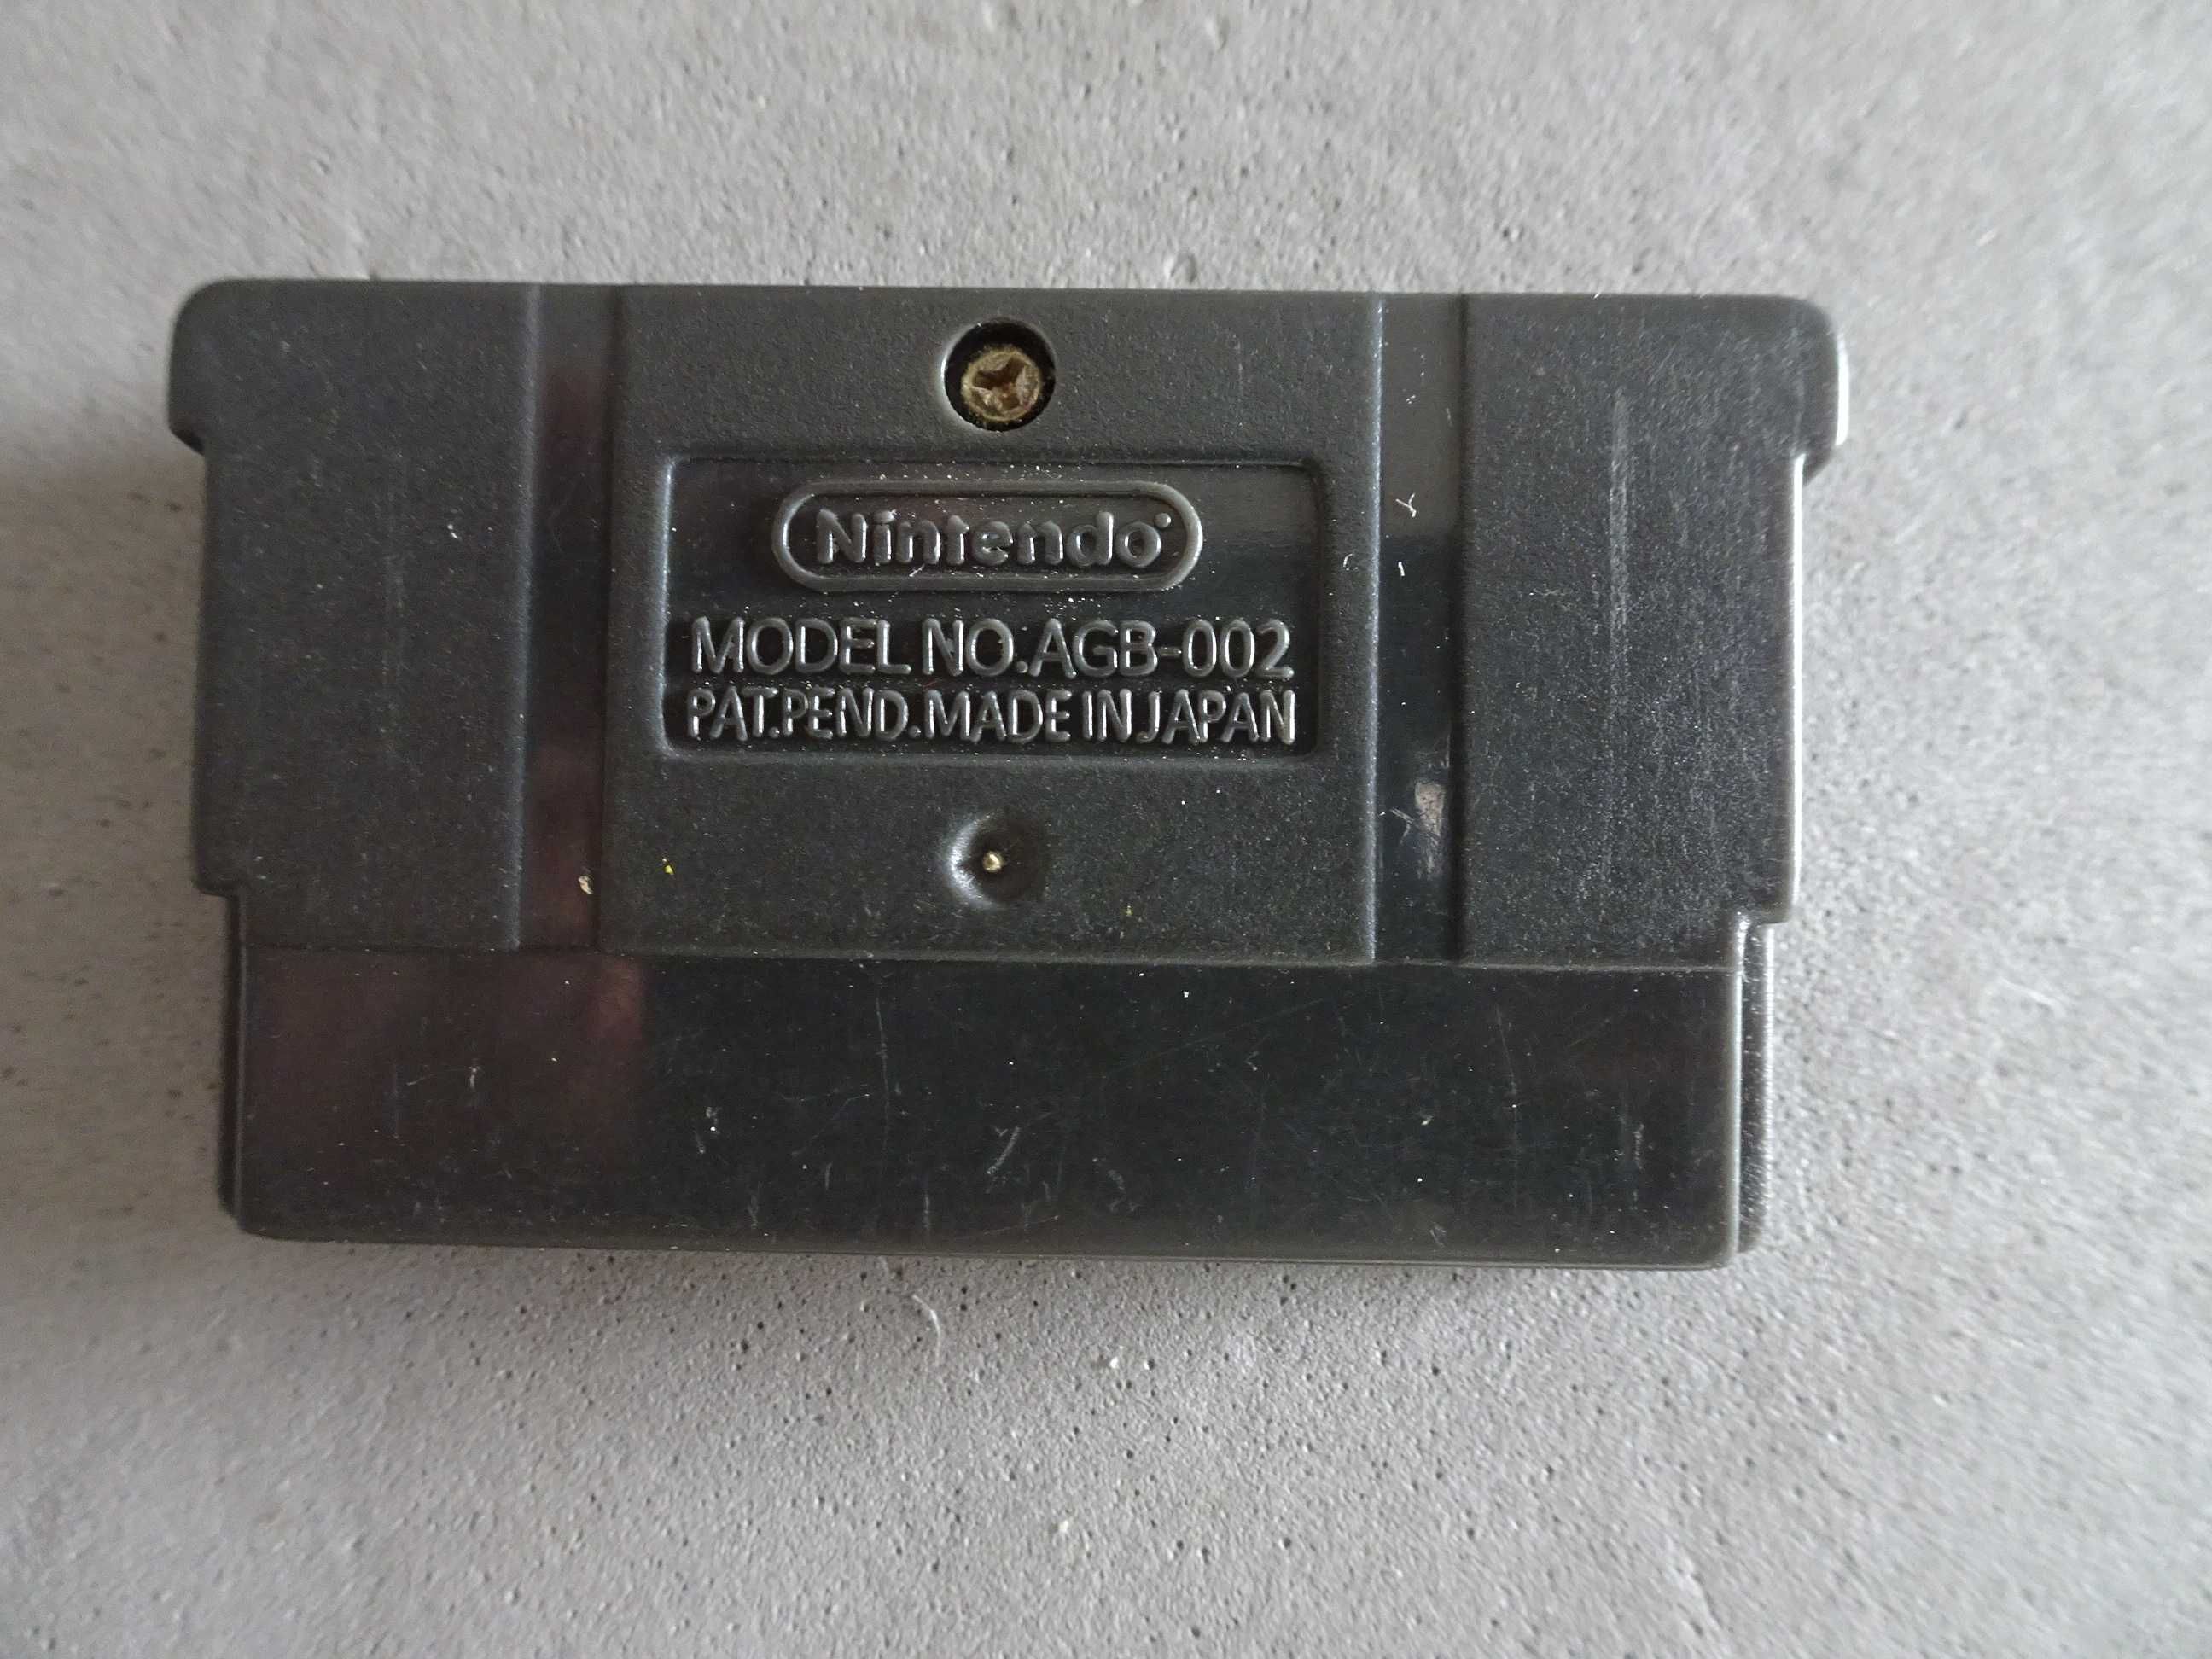 Nintendo
MODEL NO.AGB-002
PAT.PEND.MADE IN JAPAN